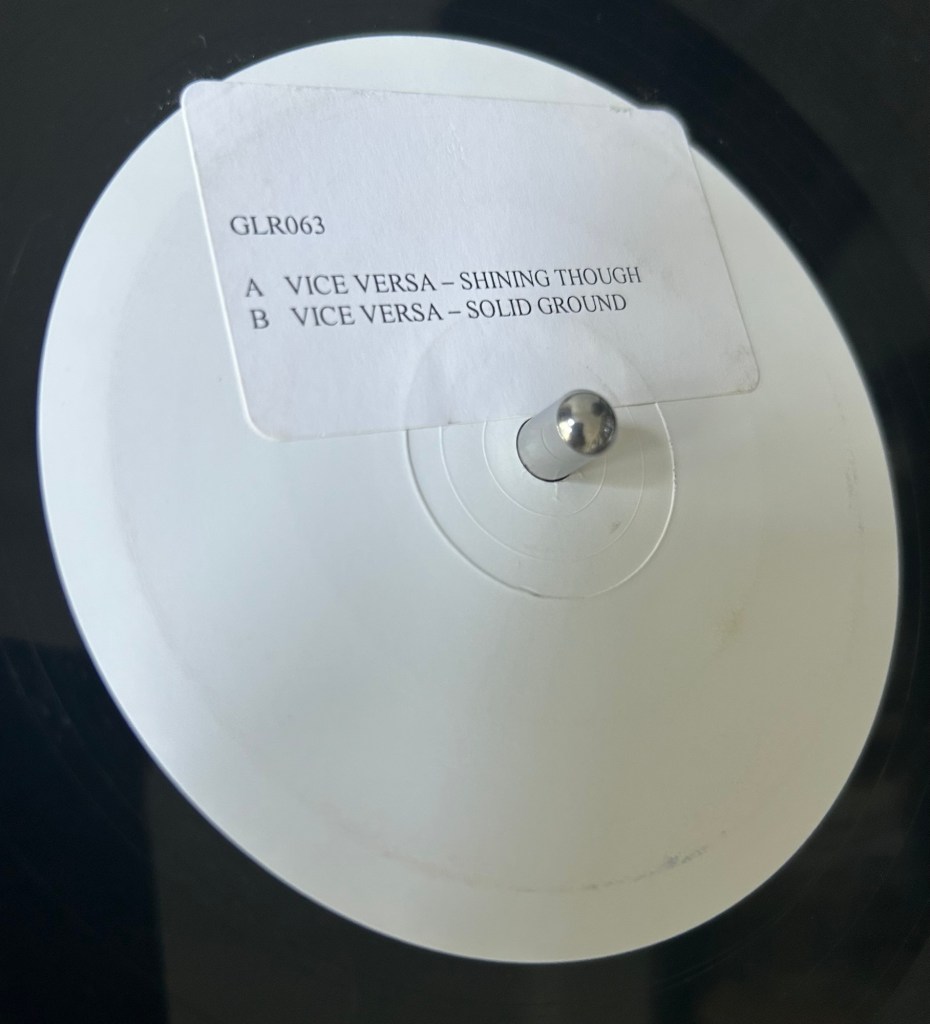 GLR063
A VICE VERSA – SHINING THOUGH
B VICE VERSA – SOLID GROUND